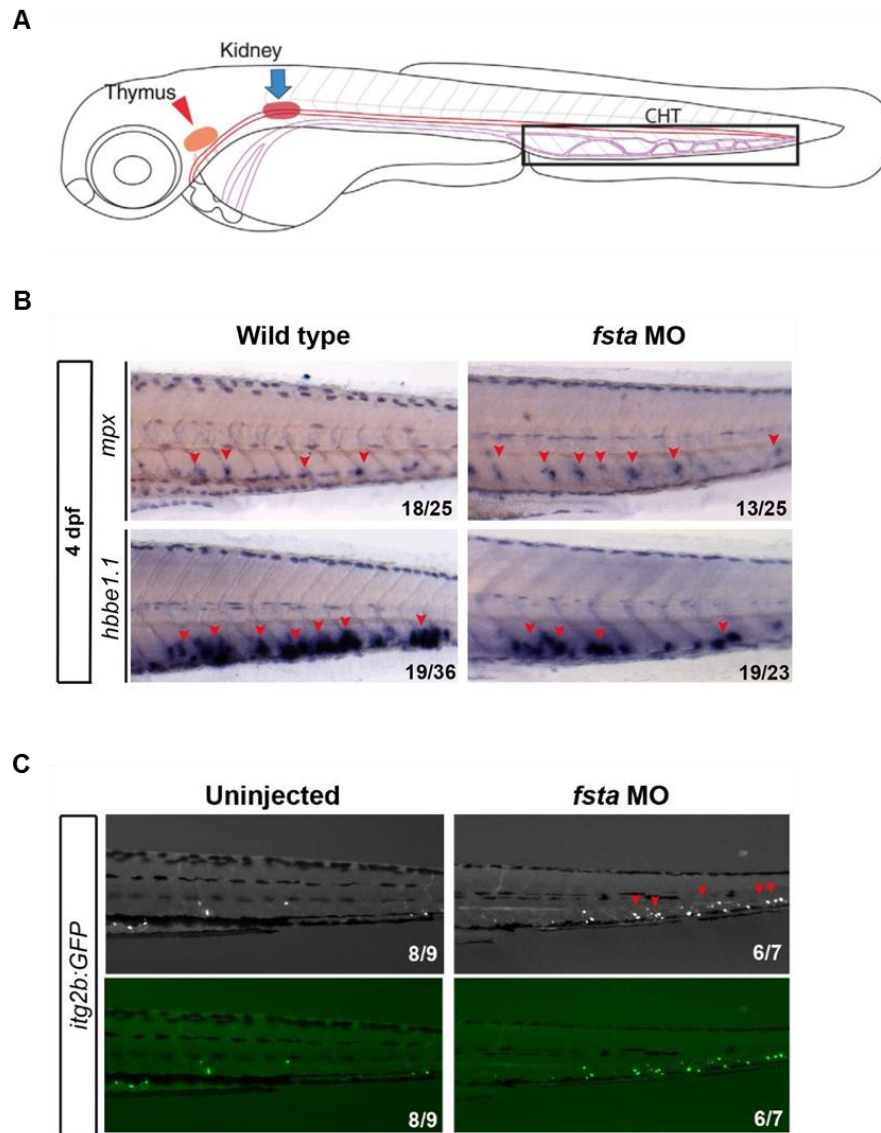 A
Kidney
Thymus
CHT
B
Wild type
fsta MO
4 dpf
mpx
18/25
13/25
hbbe1.1
19/36
19/23
C
Uninjected
fsta MO
itg2b:GFP
8/9
6/7
8/9
6/7